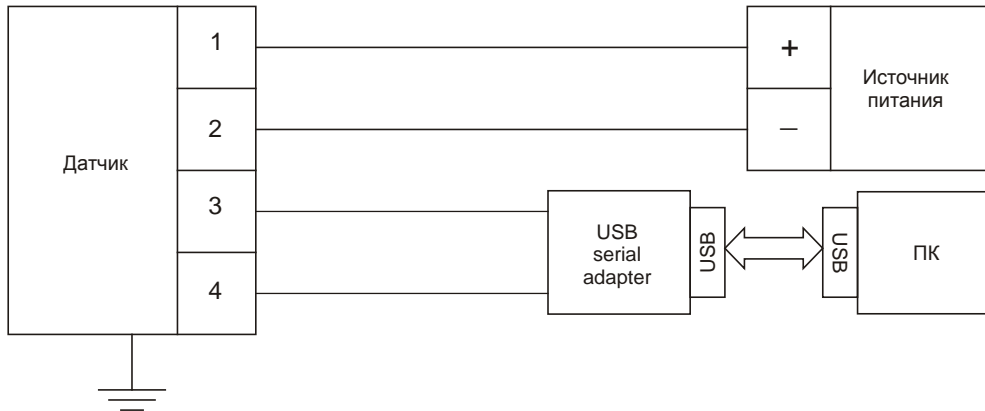 Датчик
1
2
3
4
+
–
Источник
питания
USB
serial
adapter
USB
USB
ПК